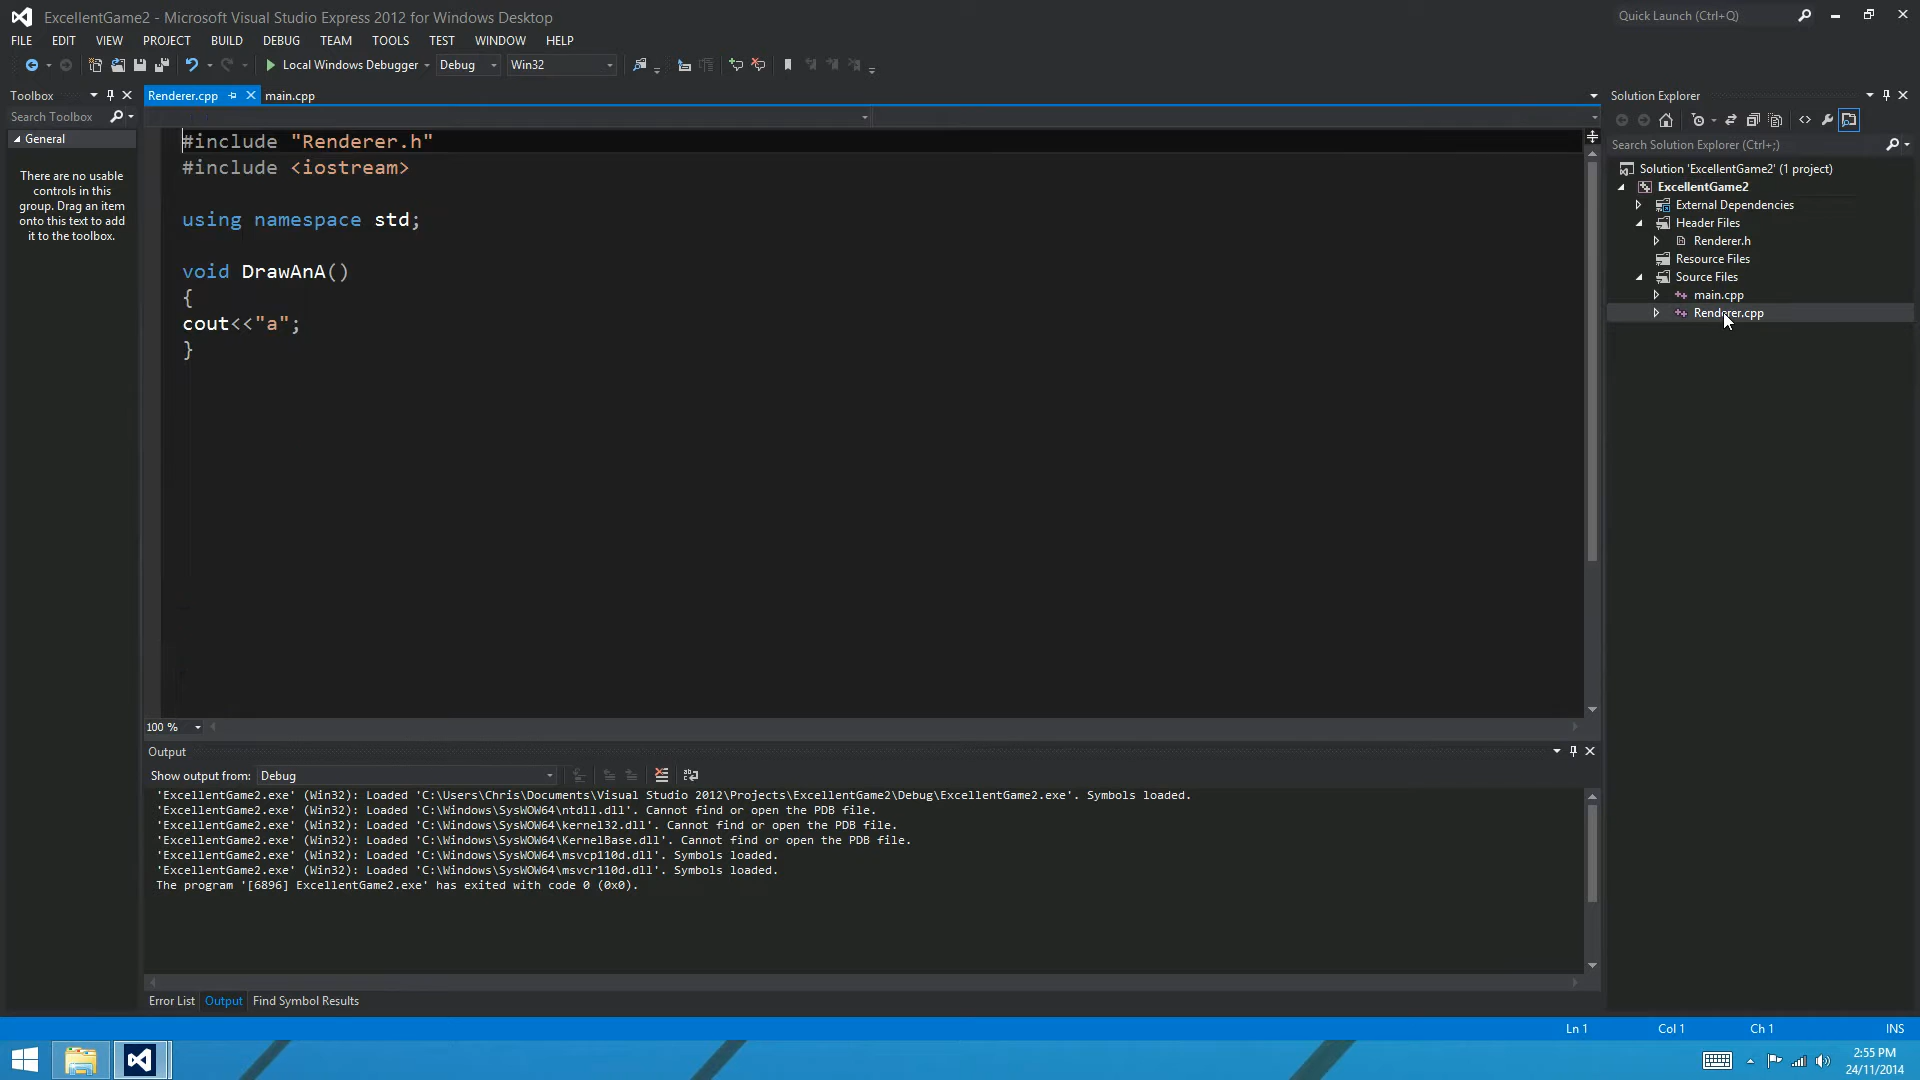 ExcellentGame2 - Microsoft Visual Studio Express 2012 for Windows Desktop
Quick Launch (Ctrl+Q)
FILE EDIT VIEW PROJECT BUILD DEBUG TEAM TOOLS TEST WINDOW HELP
Local Windows Debugger Debug Win32
Toolbox
Search Toolbox
General
There are no usable
controls in this
group. Drag an item
onto this text to add
it to the toolbox.
Renderer.cpp main.cpp
#include "Renderer.h"
#include <iostream>
using namespace std;
void DrawAnA()
{
cout<<"a";
}
100 %
Solution Explorer
Search Solution Explorer (Ctrl+;)
Solution 'ExcellentGame2' (1 project)
ExcellentGame2
External Dependencies
Header Files
Renderer.h
Resource Files
Source Files
main.cpp
Renderer.cpp
Output
Show output from: Debug
'ExcellentGame2.exe' (Win32): Loaded 'C:\Users\Chris\Documents\Visual Studio 2012\Projects\ExcellentGame2\Debug\ExcellentGame2.exe'. Symbols loaded.
'ExcellentGame2.exe' (Win32): Loaded 'C:\Windows\SysWOW64\ntdll.dll'. Cannot find or open the PDB file.
'ExcellentGame2.exe' (Win32): Loaded 'C:\Windows\SysWOW64\kernel32.dll'. Cannot find or open the PDB file.
'ExcellentGame2.exe' (Win32): Loaded 'C:\Windows\SysWOW64\KernelBase.dll'. Cannot find or open the PDB file.
'ExcellentGame2.exe' (Win32): Loaded 'C:\Windows\SysWOW64\msvcp110d.dll'. Symbols loaded.
'ExcellentGame2.exe' (Win32): Loaded 'C:\Windows\SysWOW64\msvcr110d.dll'. Symbols loaded.
The program '[6896] ExcellentGame2.exe' has exited with code 0 (0x0).
Error List Output Find Symbol Results
Ln 1 Col 1 Ch 1 INS
2:55 PM
24/11/2014